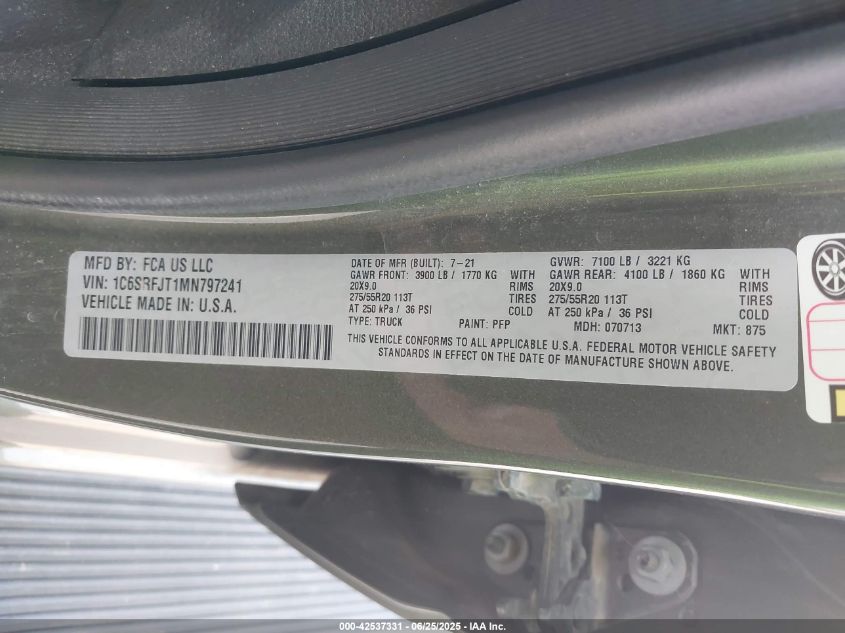 MFD BY: FCA US LLC
VIN: 1C6SRFJT1MN797241
VEHICLE MADE IN: U.S.A.
DATE OF MFR (BUILT): 7-21
GVWR: 7100 LB / 3221 KG
GAWR FRONT: 3900 LB / 1770 KG WITH
GAWR REAR: 4100 LB / 1860 KG WITH
20X9.0 RIMS
20X9.0 RIMS
275/55R20 113T TIRES
275/55R20 113T TIRES
AT 250 kPa / 36 PSI COLD
AT 250 kPa / 36 PSI COLD
TYPE: TRUCK PAINT: PFP MDH: 070713 MKT: 875
THIS VEHICLE CONFORMS TO ALL APPLICABLE U.S.A. FEDERAL MOTOR VEHICLE SAFETY
STANDARDS IN EFFECT ON THE DATE OF MANUFACTURE SHOWN ABOVE.
000-42537331 - 06/25/2025 - IAA Inc.